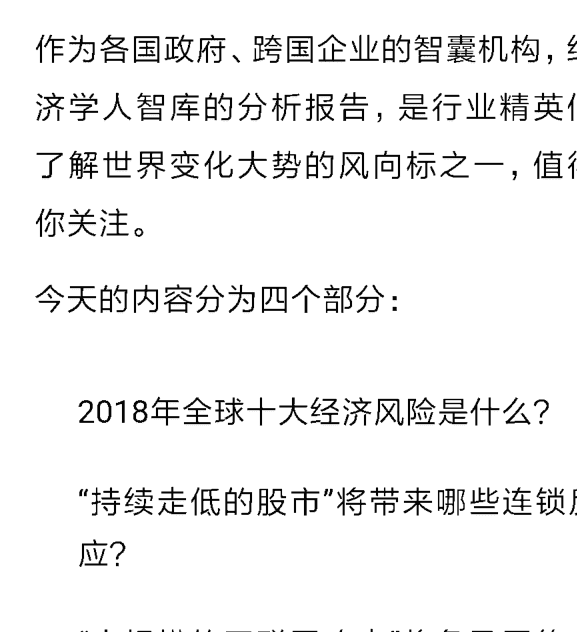 作为各国政府、跨国企业的智囊机构，经
济学人智库的分析报告，是行业精英们
了解世界变化大势的风向标之一，值得
你关注。
今天的内容分为四个部分：
2018年全球十大经济风险是什么？
“持续走低的股市”将带来哪些连锁反
应？